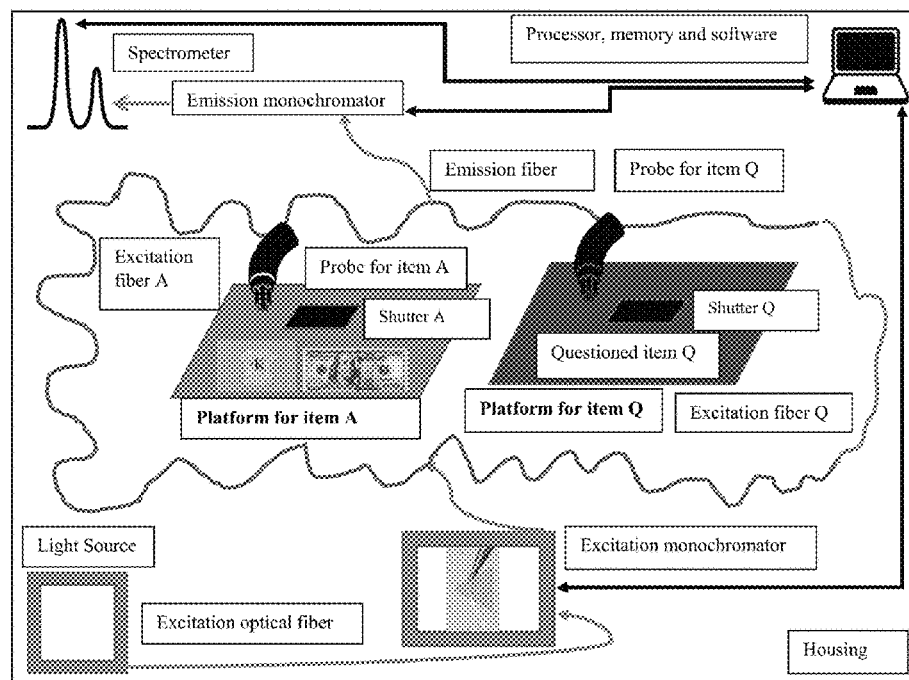 Processor, memory and software
Spectrometer
Emission monochromator
Emission fiber
Probe for item Q
Excitation
fiber A
Probe for item A
Shutter A
Shutter Q
Questioned item Q
Platform for item A
Platform for item Q
Excitation fiber Q
Light Source
Excitation monochromator
Excitation optical fiber
Housing